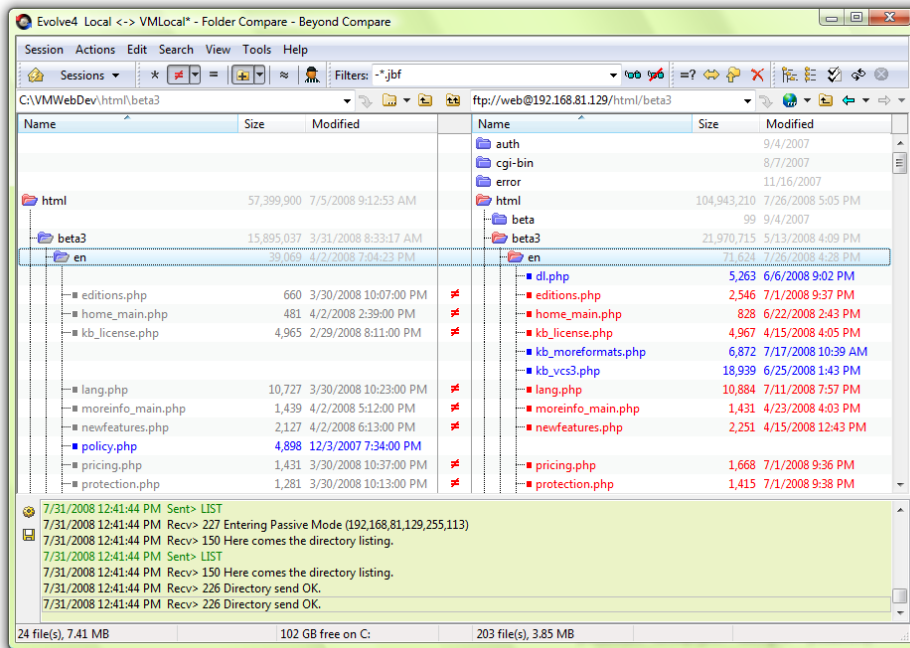 Evolve4 Local <-> VMLocal* - Folder Compare - Beyond Compare
Session Actions Edit Search View Tools Help
Sessions * ≠ = + ≈ Filters: -*.jbf =?
C:\VMWebDev\html\beta3 ftp://web@192.168.81.129/html/beta3
Name Size Modified Name Size Modified
auth 9/4/2007
cgi-bin 8/7/2007
error 11/16/2007
html 57,399,900 7/5/2008 9:12:53 AM html 104,943,210 7/26/2008 5:05 PM
beta 99 9/4/2007
beta3 15,895,037 3/31/2008 8:33:17 AM beta3 21,970,715 5/13/2008 4:09 PM
en 39,069 4/2/2008 7:04:23 PM en 71,624 7/26/2008 4:28 PM
dl.php 5,263 6/6/2008 9:02 PM
editions.php 660 3/30/2008 10:07:00 PM ≠ editions.php 2,546 7/1/2008 9:37 PM
home_main.php 481 4/2/2008 2:39:00 PM ≠ home_main.php 828 6/22/2008 2:43 PM
kb_license.php 4,965 2/29/2008 8:11:00 PM ≠ kb_license.php 4,967 4/15/2008 4:05 PM
kb_moreformats.php 6,872 7/17/2008 10:39 AM
kb_vcs3.php 18,939 6/25/2008 1:43 PM
lang.php 10,727 3/30/2008 10:23:00 PM ≠ lang.php 10,884 7/11/2008 7:57 PM
moreinfo_main.php 1,439 4/2/2008 5:12:00 PM ≠ moreinfo_main.php 1,431 4/23/2008 4:03 PM
newfeatures.php 2,127 4/2/2008 6:13:00 PM ≠ newfeatures.php 2,251 4/15/2008 12:43 PM
policy.php 4,898 12/3/2007 7:34:00 PM
pricing.php 1,431 3/30/2008 10:37:00 PM ≠ pricing.php 1,668 7/1/2008 9:36 PM
protection.php 1,281 3/30/2008 10:13:00 PM ≠ protection.php 1,415 7/1/2008 9:38 PM
7/31/2008 12:41:44 PM Sent> LIST
7/31/2008 12:41:44 PM Recv> 227 Entering Passive Mode (192,168,81,129,255,113)
7/31/2008 12:41:44 PM Recv> 150 Here comes the directory listing.
7/31/2008 12:41:44 PM Sent> LIST
7/31/2008 12:41:44 PM Recv> 150 Here comes the directory listing.
7/31/2008 12:41:44 PM Recv> 226 Directory send OK.
7/31/2008 12:41:44 PM Recv> 226 Directory send OK.
24 file(s), 7.41 MB 102 GB free on C: 203 file(s), 3.85 MB